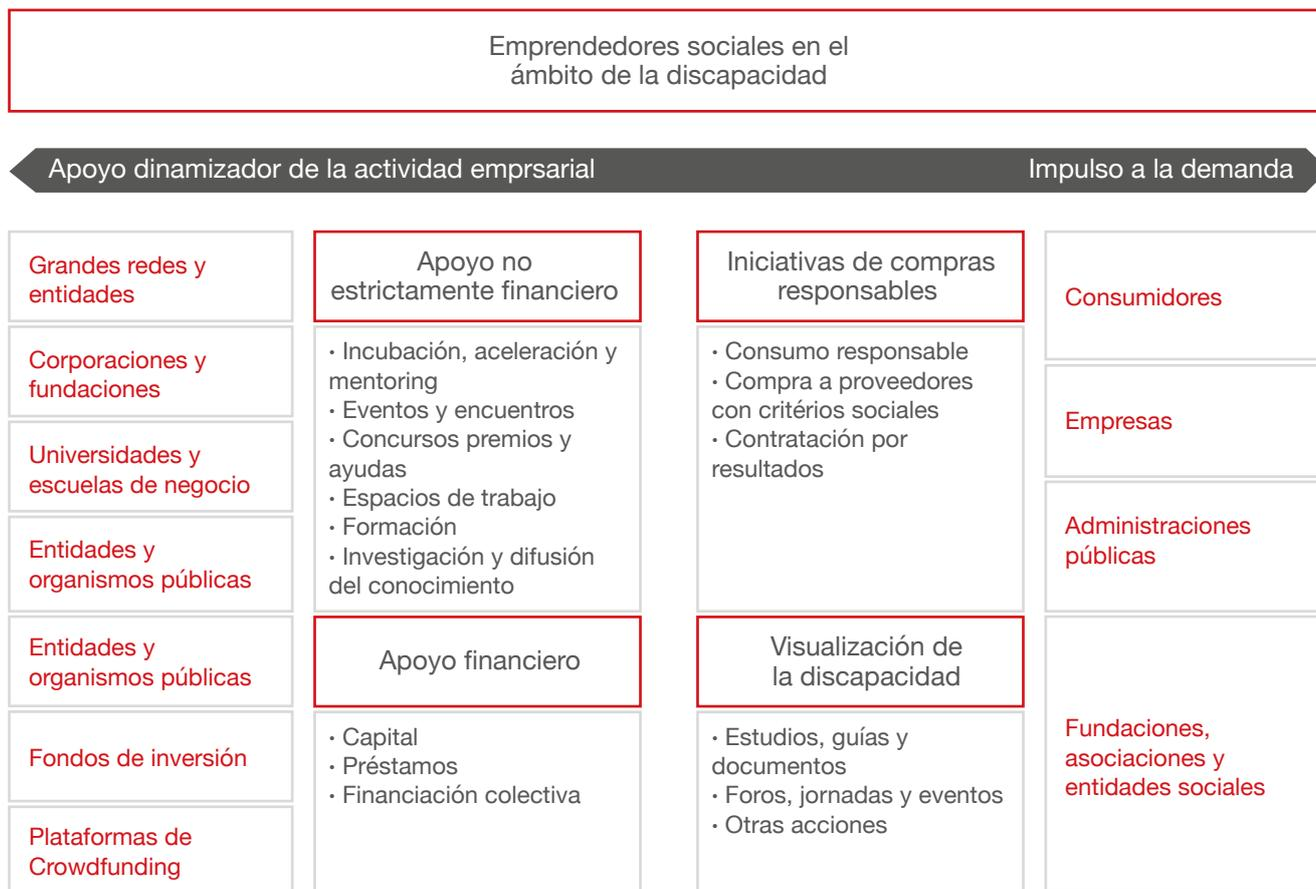 Emprendedores sociales en el
ámbito de la discapacidad
Apoyo dinamizador de la actividad emprsarial
Impulso a la demanda
Grandes redes y
entidades
Corporaciones y
fundaciones
Universidades y
escuelas de negocio
Entidades y
organismos públicas
Entidades y
organismos públicas
Fondos de inversión
Plataformas de
Crowdfunding
Apoyo no
estrictamente financiero
· Incubación, aceleración y
mentoring
· Eventos y encuentros
· Concursos premios y
ayudas
· Espacios de trabajo
· Formación
· Investigación y difusión
del conocimiento
Apoyo financiero
· Capital
· Préstamos
· Financiación colectiva
Iniciativas de compras
responsables
· Consumo responsable
· Compra a proveedores
con critérios sociales
· Contratación por
resultados
Visualización de
la discapacidad
· Estudios, guías y
documentos
· Foros, jornadas y eventos
· Otras acciones
Consumidores
Empresas
Administraciones
públicas
Fundaciones,
asociaciones y
entidades sociales